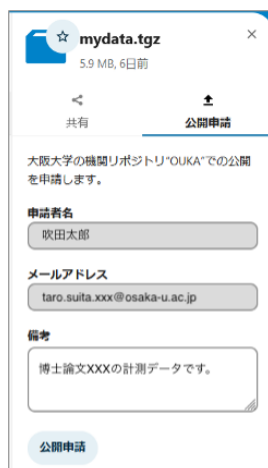 mydata.tgz
5.9 MB, 6日前
共有
公開申請
大阪大学の機関リポジトリ"OUKA"での公開
を申請します。
申請者名
吹田太郎
メールアドレス
taro.suita.xxx@osaka-u.ac.jp
備考
博士論文XXXの計測データです。
公開申請